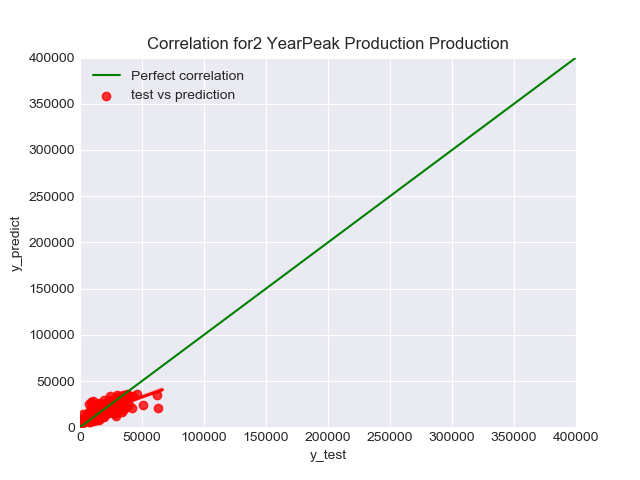 Correlation for2 YearPeak Production Production
Perfect correlation
test vs prediction
400000
350000
300000
250000
200000
150000
100000
50000
0
y_predict
0 50000 100000 150000 200000 250000 300000 350000 400000
y_test